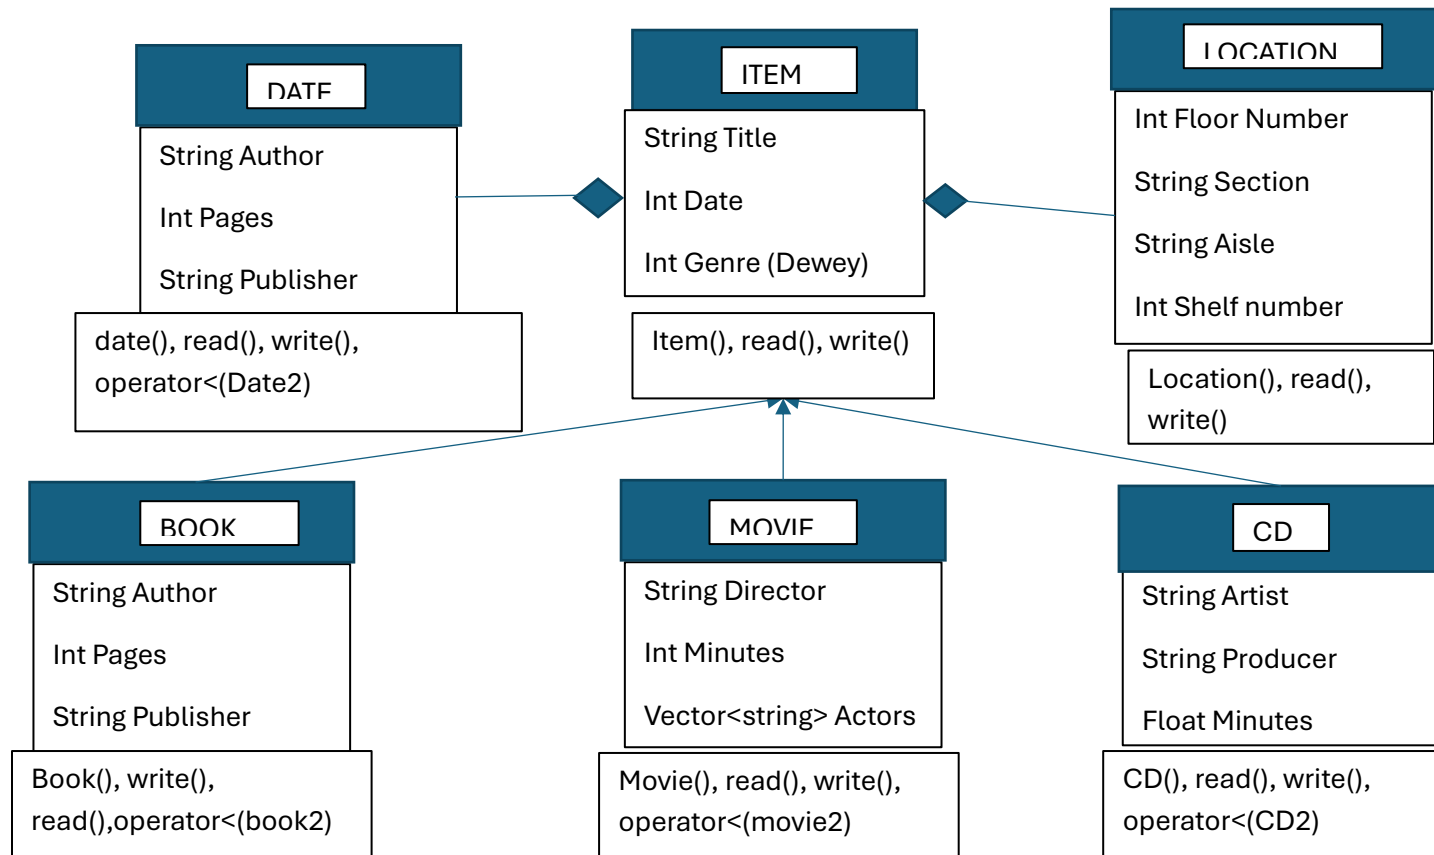 DATE
String Author
Int Pages
String Publisher
date(), read(), write(),
operator<(Date2)
ITEM
String Title
Int Date
Int Genre (Dewey)
Item(), read(), write()
LOCATION
Int Floor Number
String Section
String Aisle
Int Shelf number
Location(), read(),
write()
BOOK
String Author
Int Pages
String Publisher
Book(), write(),
read(),operator<(book2)
MOVIE
String Director
Int Minutes
Vector<string> Actors
Movie(), read(), write(),
operator<(movie2)
CD
String Artist
String Producer
Float Minutes
CD(), read(), write(),
operator<(CD2)